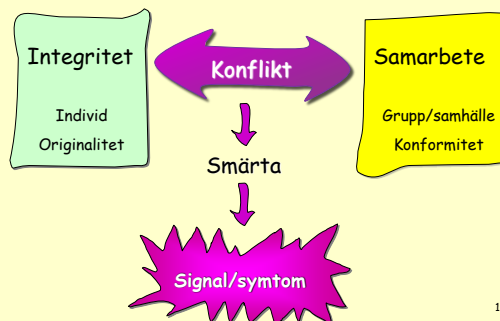 Integritet
Individ
Originalitet
Konflikt
Samarbete
Grupp/samhälle
Konformitet
Smärta
Signal/symtom
1